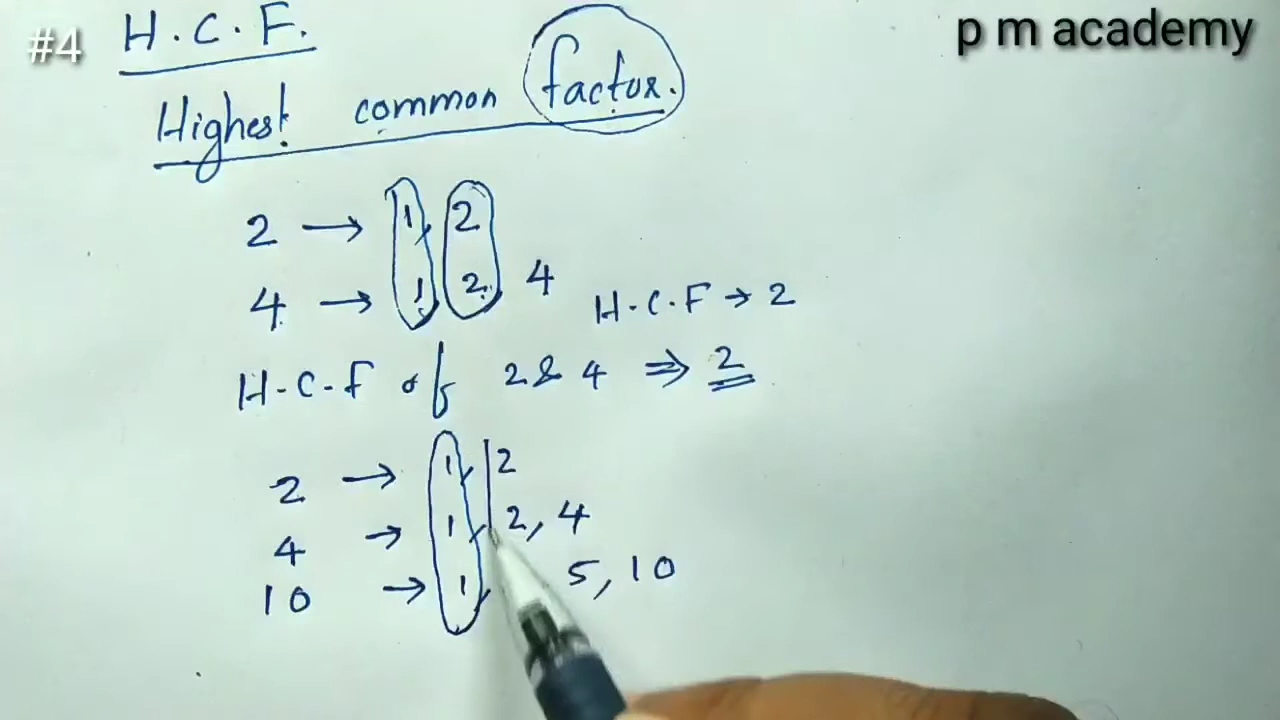 #4
p m academy
H.C.F.
Highest common factor.
2 → 1, 2
4 → 1, 2, 4
H.C.F → 2
H-C-F of 2 & 4 ⇒ 2
2 → 1, 2
4 → 1, 2, 4
10 → 1, 5, 10